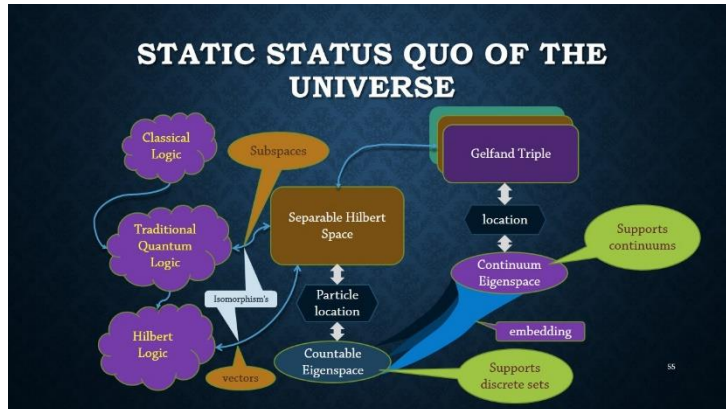 STATIC STATUS QUO OF THE
UNIVERSE
Classical
Logic
Subspaces
Gelfand Triple
Traditional
Quantum
Logic
Separable Hilbert
Space
location
Supports
continuums
Continuum
Eigenspace
Isomorphism's
Particle
location
Hilbert
Logic
embedding
vectors
Countable
Eigenspace
Supports
discrete sets
55